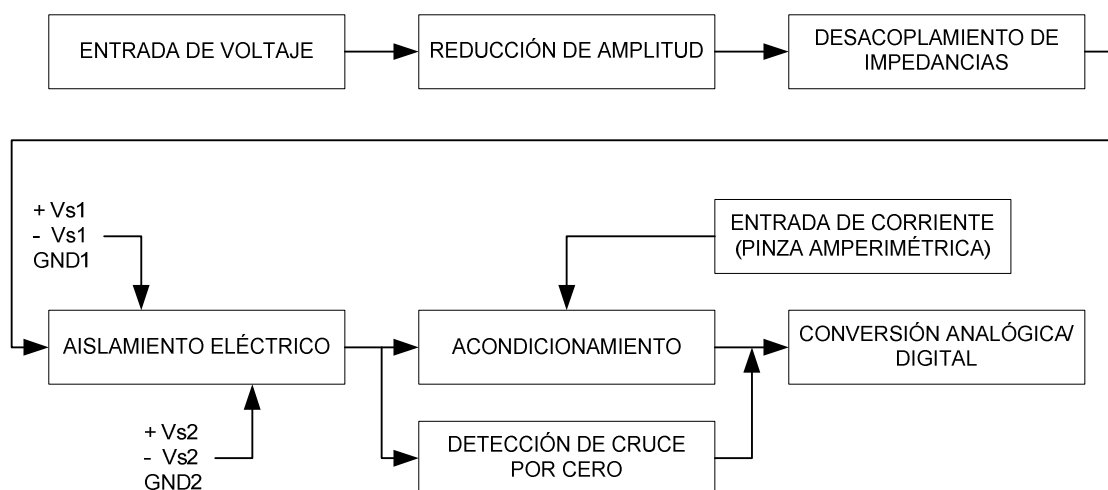 ENTRADA DE VOLTAJE
REDUCCIÓN DE AMPLITUD
DESACOPLAMIENTO DE
IMPEDANCIAS
+ Vs1
- Vs1
GND1
ENTRADA DE CORRIENTE
(PINZA AMPERIMÉTRICA)
AISLAMIENTO ELÉCTRICO
ACONDICIONAMIENTO
CONVERSIÓN ANALÓGICA/
DIGITAL
+ Vs2
- Vs2
GND2
DETECCIÓN DE CRUCE
POR CERO